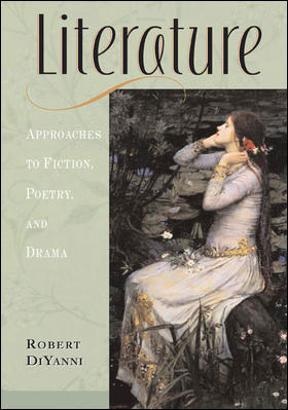 Literature
APPROACHES
TO FICTION,
POETRY,
AND
DRAMA
ROBERT
DIYANNI